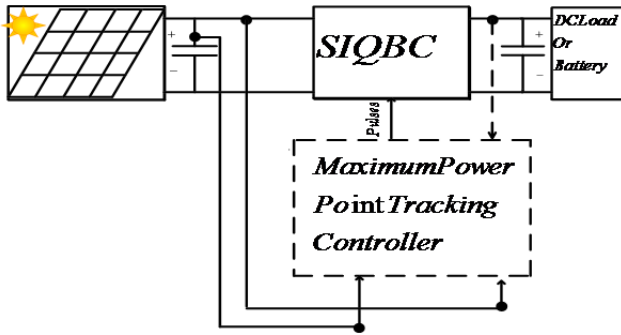 SIQBC
DCLoad
Or
Battery
+
−
+
−
Pulses
MaximumPower
PointTracking
Controller